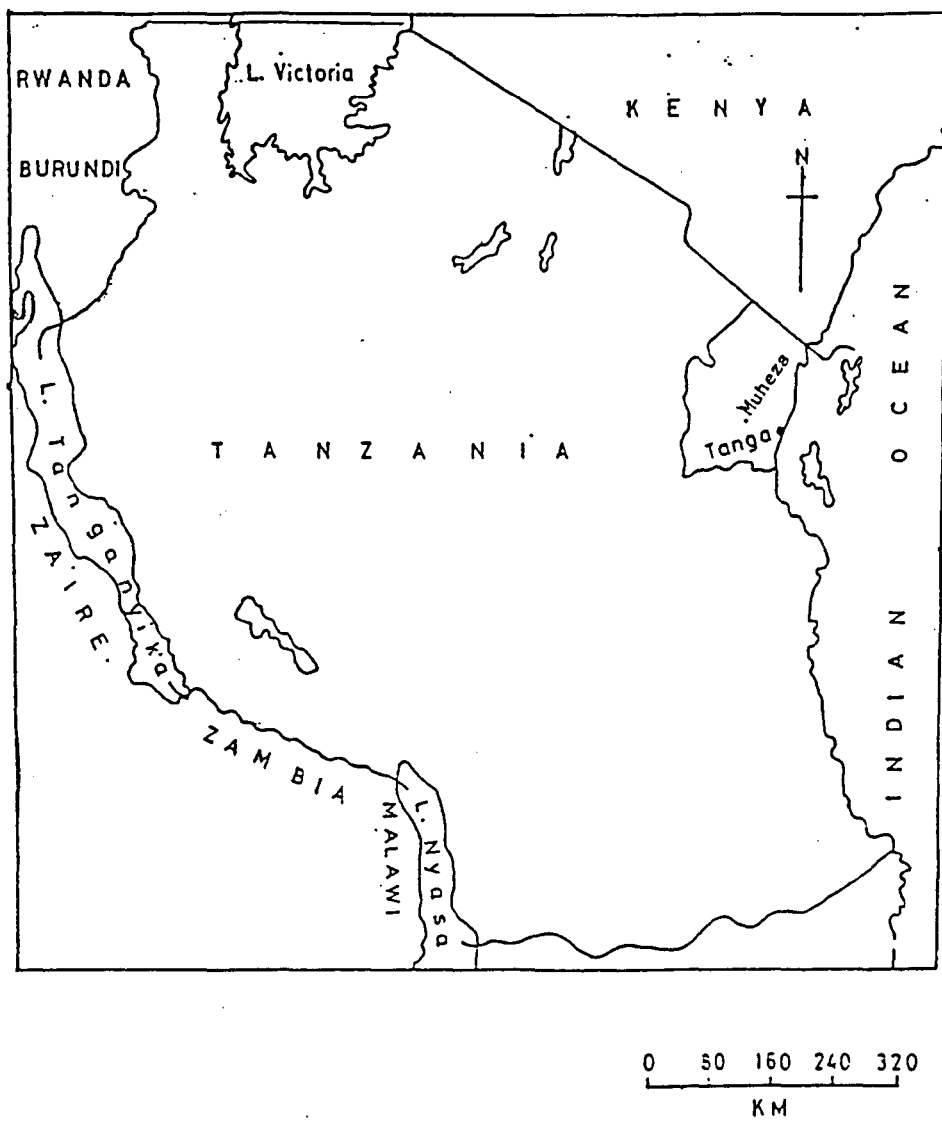 RWANDA
L. Victoria
KENYA
BURUNDI
N
Muheza
Tanga
TANZANIA
L. Tanganyika
ZAIRE
INDIAN OCEAN
ZAMBIA
MALAWI
L. Nyasa
0 50 160 240 320
KM